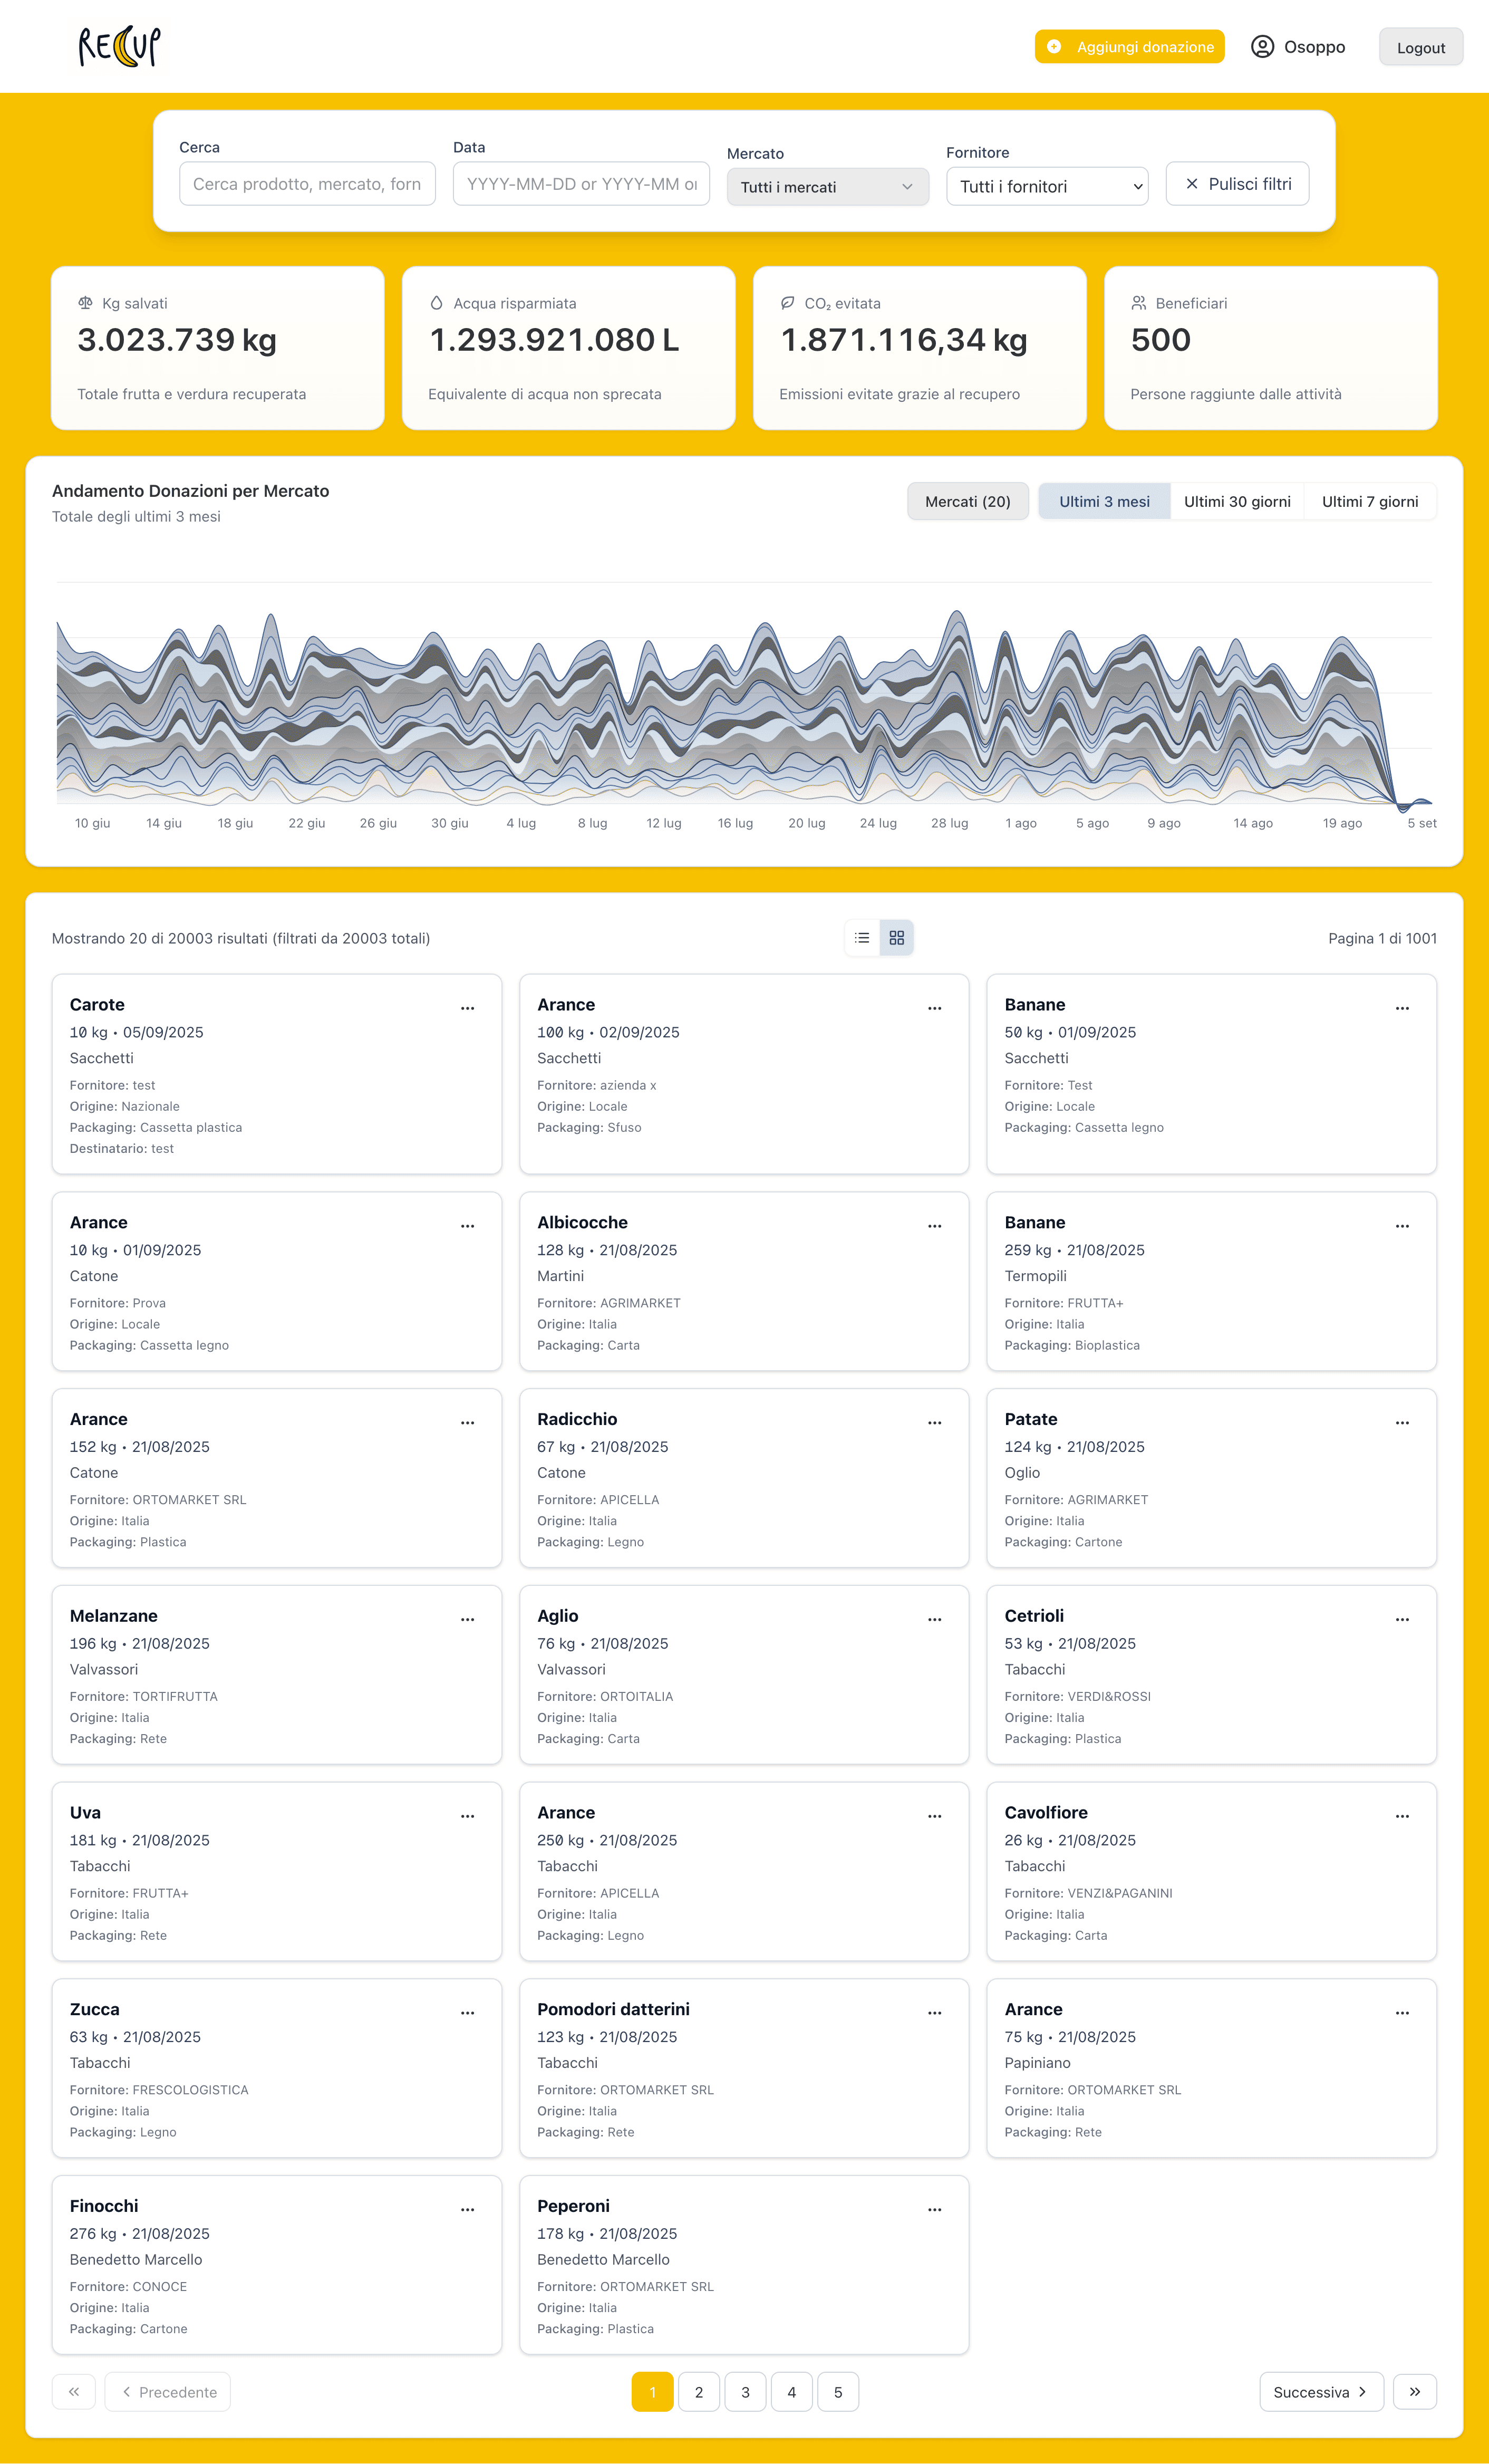 RECUP
Aggiungi donazione
Osoppo
Logout
Cerca
Data
Mercato
Fornitore
Cerca prodotto, mercato, forn
YYYY-MM-DD or YYYY-MM or
Tutti i mercati
Tutti i fornitori
Pulisci filtri
Kg salvati
3.023.739 kg
Totale frutta e verdura recuperata
Acqua risparmiata
1.293.921.080 L
Equivalente di acqua non sprecata
CO₂ evitata
1.871.116,34 kg
Emissioni evitate grazie al recupero
Beneficiari
500
Persone raggiunte dalle attività
Andamento Donazioni per Mercato
Totale degli ultimi 3 mesi
Mercati (20)
Ultimi 3 mesi
Ultimi 30 giorni
Ultimi 7 giorni
10 giu
14 giu
18 giu
22 giu
26 giu
30 giu
4 lug
8 lug
12 lug
16 lug
20 lug
24 lug
28 lug
1 ago
5 ago
9 ago
14 ago
19 ago
5 set
Mostrando 20 di 20003 risultati (filtrati da 20003 totali)
Pagina 1 di 1001
Carote
10 kg • 05/09/2025
Sacchetti
Fornitore: test
Origine: Nazionale
Packaging: Cassetta plastica
Destinatario: test
Arance
100 kg • 02/09/2025
Sacchetti
Fornitore: azienda x
Origine: Locale
Packaging: Sfuso
Banane
50 kg • 01/09/2025
Sacchetti
Fornitore: Test
Origine: Locale
Packaging: Cassetta legno
Arance
10 kg • 01/09/2025
Catone
Fornitore: Prova
Origine: Locale
Packaging: Cassetta legno
Albicocche
128 kg • 21/08/2025
Martini
Fornitore: AGRIMARKET
Origine: Italia
Packaging: Carta
Banane
259 kg • 21/08/2025
Termopili
Fornitore: FRUTTA+
Origine: Italia
Packaging: Bioplastica
Arance
152 kg • 21/08/2025
Catone
Fornitore: ORTOMARKET SRL
Origine: Italia
Packaging: Plastica
Radicchio
67 kg • 21/08/2025
Catone
Fornitore: APICELLA
Origine: Italia
Packaging: Legno
Patate
124 kg • 21/08/2025
Oglio
Fornitore: AGRIMARKET
Origine: Italia
Packaging: Cartone
Melanzane
196 kg • 21/08/2025
Valvassori
Fornitore: TORTIFRUTTA
Origine: Italia
Packaging: Rete
Aglio
76 kg • 21/08/2025
Valvassori
Fornitore: ORTOITALIA
Origine: Italia
Packaging: Carta
Cetrioli
53 kg • 21/08/2025
Tabacchi
Fornitore: VERDI&ROSSI
Origine: Italia
Packaging: Plastica
Uva
181 kg • 21/08/2025
Tabacchi
Fornitore: FRUTTA+
Origine: Italia
Packaging: Rete
Arance
250 kg • 21/08/2025
Tabacchi
Fornitore: APICELLA
Origine: Italia
Packaging: Legno
Cavolfiore
26 kg • 21/08/2025
Tabacchi
Fornitore: VENZI&PAGANINI
Origine: Italia
Packaging: Carta
Zucca
63 kg • 21/08/2025
Tabacchi
Fornitore: FRESCOLOGISTICA
Origine: Italia
Packaging: Legno
Pomodori datterini
123 kg • 21/08/2025
Tabacchi
Fornitore: ORTOMARKET SRL
Origine: Italia
Packaging: Rete
Arance
75 kg • 21/08/2025
Papiniano
Fornitore: ORTOMARKET SRL
Origine: Italia
Packaging: Rete
Finocchi
276 kg • 21/08/2025
Benedetto Marcello
Fornitore: CONOCE
Origine: Italia
Packaging: Cartone
Peperoni
178 kg • 21/08/2025
Benedetto Marcello
Fornitore: ORTOMARKET SRL
Origine: Italia
Packaging: Plastica
Precedente
1
2
3
4
5
Successiva